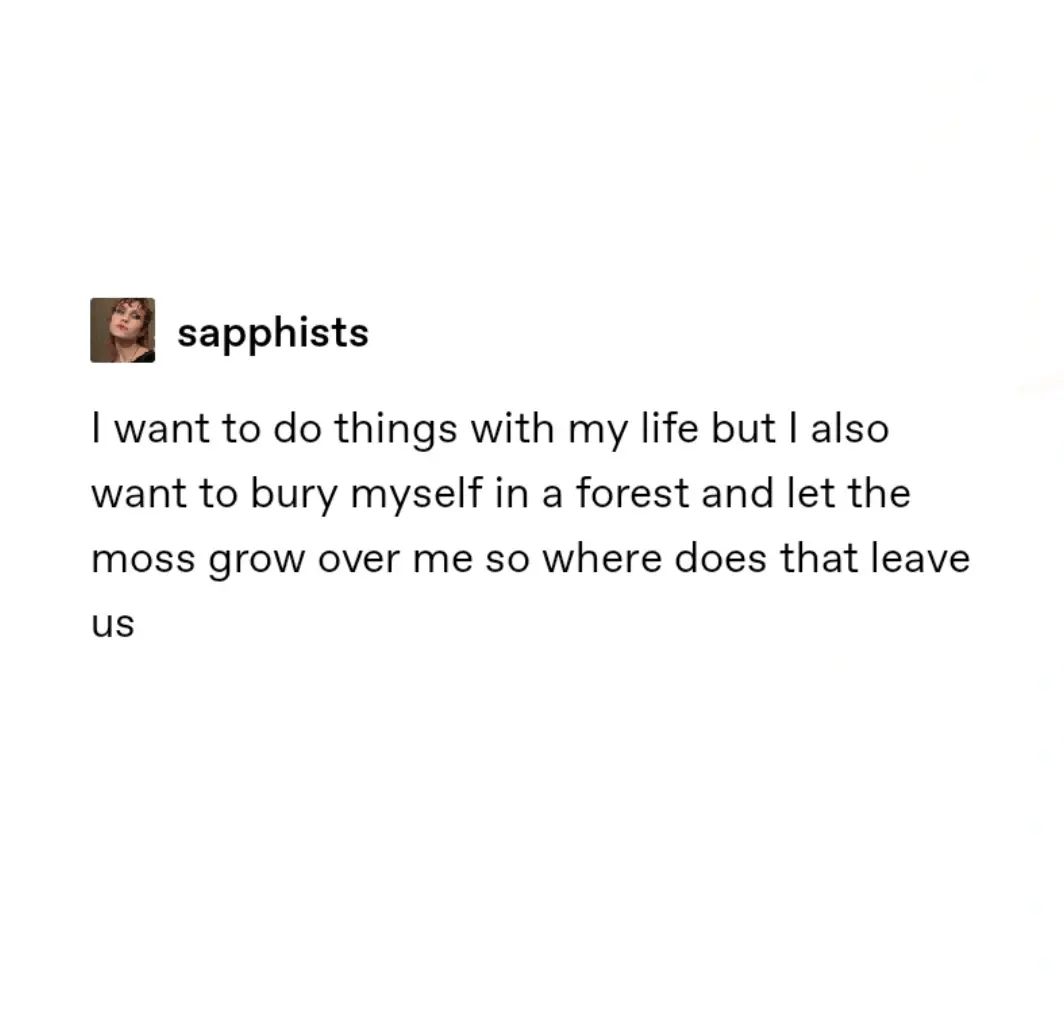 sapphists
I want to do things with my life but I also
want to bury myself in a forest and let the
moss grow over me so where does that leave
us